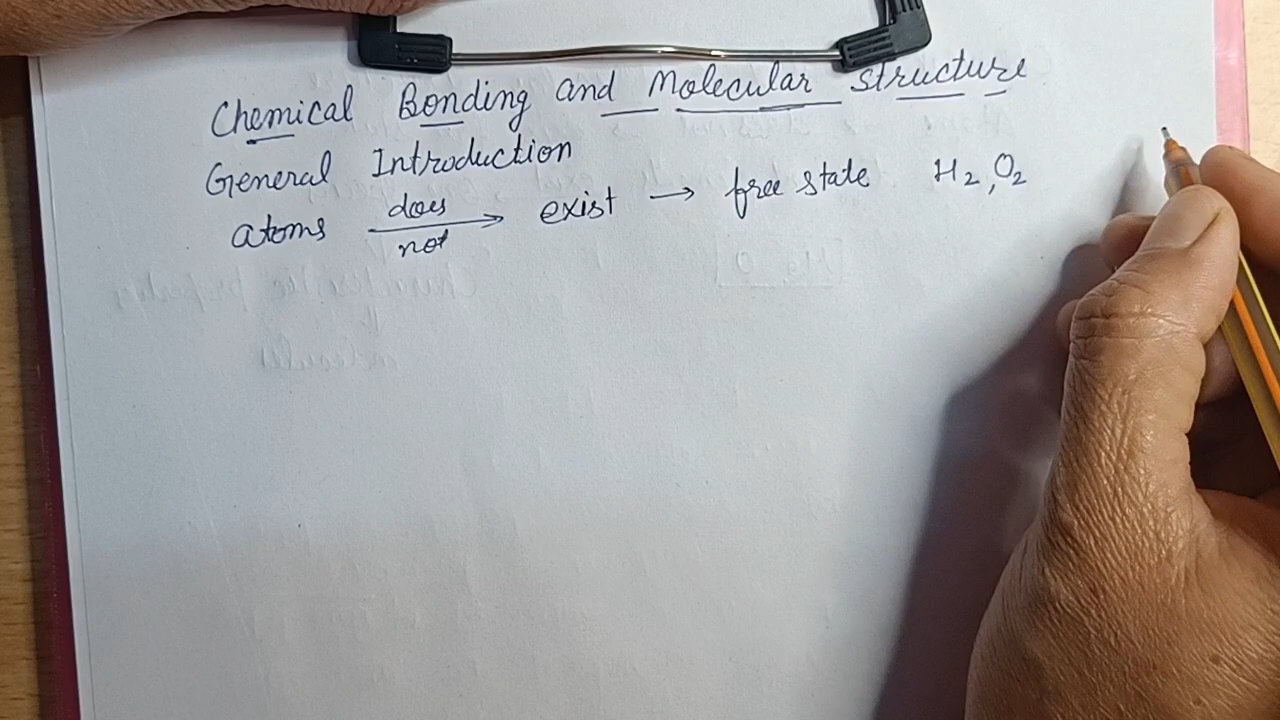 Chemical Bonding and Molecular structure
General Introduction
atoms does not → exist → free state H₂,O₂